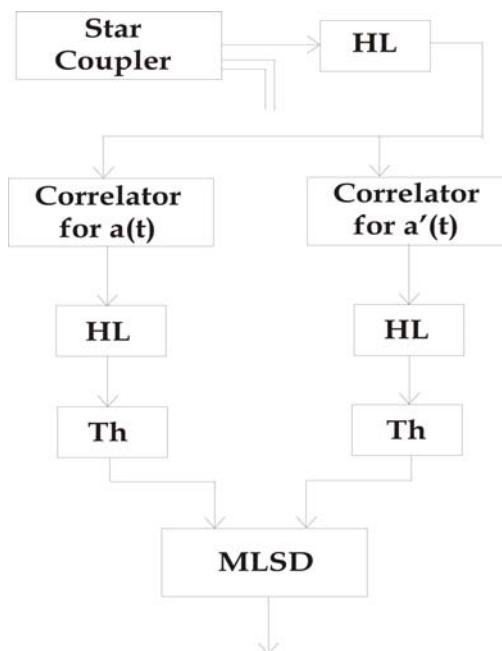 Star
Coupler
HL
Correlator
for a(t)
Correlator
for a’(t)
HL
HL
Th
Th
MLSD